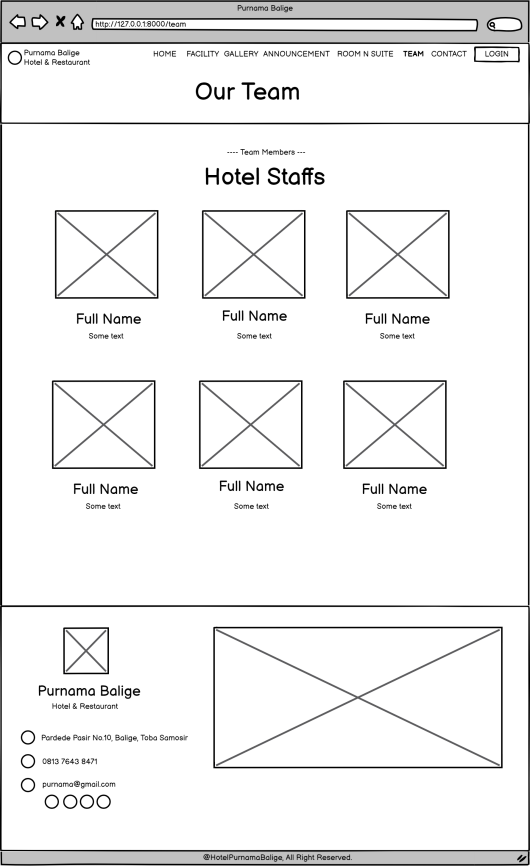 Purnama Balige
http://127.0.0.1:8000/team
Purnama Balige
Hotel & Restaurant
HOME FACILITY GALLERY ANNOUNCEMENT ROOM N SUITE TEAM CONTACT LOGIN
Our Team
---- Team Members ---
Hotel Staffs
Full Name Full Name Full Name
Some text Some text Some text
Full Name Full Name Full Name
Some text Some text Some text
Purnama Balige
Hotel & Restaurant
Pardede Pasir No.10, Balige, Toba Samosir
0813 7643 8471
purnama@gmail.com
@HotelPurnamaBalige, All Right Reserved.